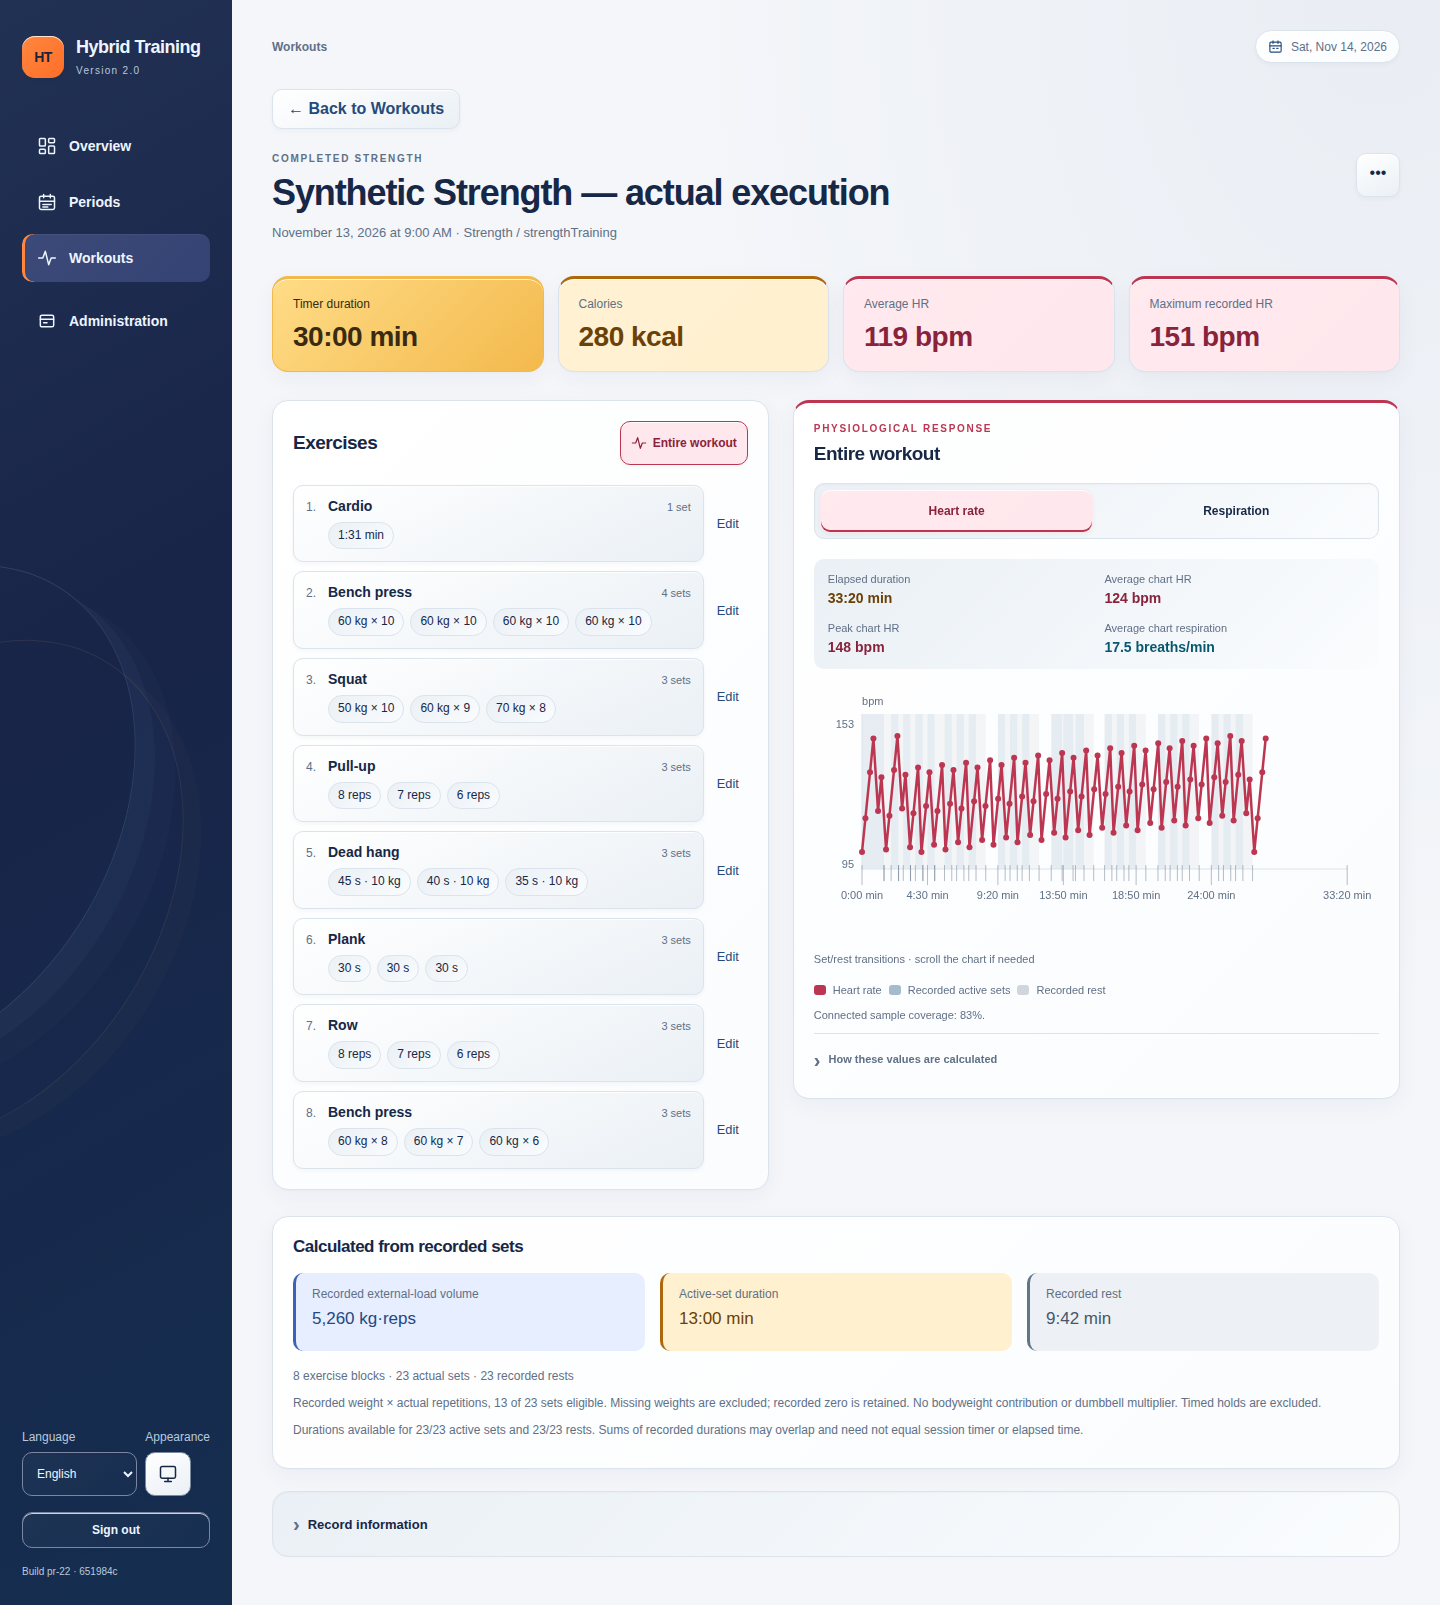 HT
Hybrid Training
Version 2.0
Overview
Periods
Workouts
Administration
Language
Appearance
English
Sign out
Build pr-22 · 651984c
Workouts
Sat, Nov 14, 2026
← Back to Workouts
COMPLETED STRENGTH
Synthetic Strength — actual execution
•••
November 13, 2026 at 9:00 AM · Strength / strengthTraining
Timer duration
30:00 min
Calories
280 kcal
Average HR
119 bpm
Maximum recorded HR
151 bpm
Exercises
Entire workout
1. Cardio 1 set
1:31 min
Edit
2. Bench press 4 sets
60 kg × 10 60 kg × 10 60 kg × 10 60 kg × 10
Edit
3. Squat 3 sets
50 kg × 10 60 kg × 9 70 kg × 8
Edit
4. Pull-up 3 sets
8 reps 7 reps 6 reps
Edit
5. Dead hang 3 sets
45 s · 10 kg 40 s · 10 kg 35 s · 10 kg
Edit
6. Plank 3 sets
30 s 30 s 30 s
Edit
7. Row 3 sets
8 reps 7 reps 6 reps
Edit
8. Bench press 3 sets
60 kg × 8 60 kg × 7 60 kg × 6
Edit
PHYSIOLOGICAL RESPONSE
Entire workout
Heart rate
Respiration
Elapsed duration
33:20 min
Average chart HR
124 bpm
Peak chart HR
148 bpm
Average chart respiration
17.5 breaths/min
bpm
153
95
0:00 min 4:30 min 9:20 min 13:50 min 18:50 min 24:00 min 33:20 min
Set/rest transitions · scroll the chart if needed
Heart rate Recorded active sets Recorded rest
Connected sample coverage: 83%.
› How these values are calculated
Calculated from recorded sets
Recorded external-load volume
5,260 kg·reps
Active-set duration
13:00 min
Recorded rest
9:42 min
8 exercise blocks · 23 actual sets · 23 recorded rests
Recorded weight × actual repetitions, 13 of 23 sets eligible. Missing weights are excluded; recorded zero is retained. No bodyweight contribution or dumbbell multiplier. Timed holds are excluded.
Durations available for 23/23 active sets and 23/23 rests. Sums of recorded durations may overlap and need not equal session timer or elapsed time.
› Record information